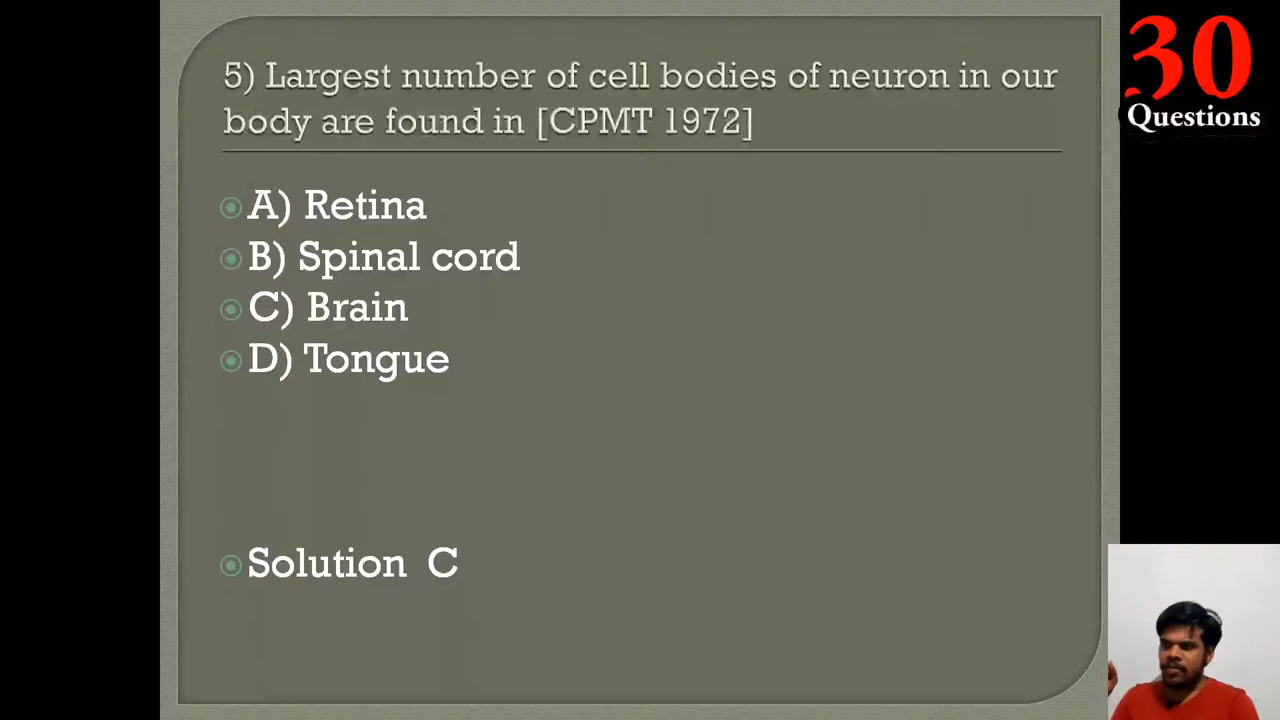 5) Largest number of cell bodies of neuron in our
body are found in [CPMT 1972]
A) Retina
B) Spinal cord
C) Brain
D) Tongue
Solution C
30
Questions